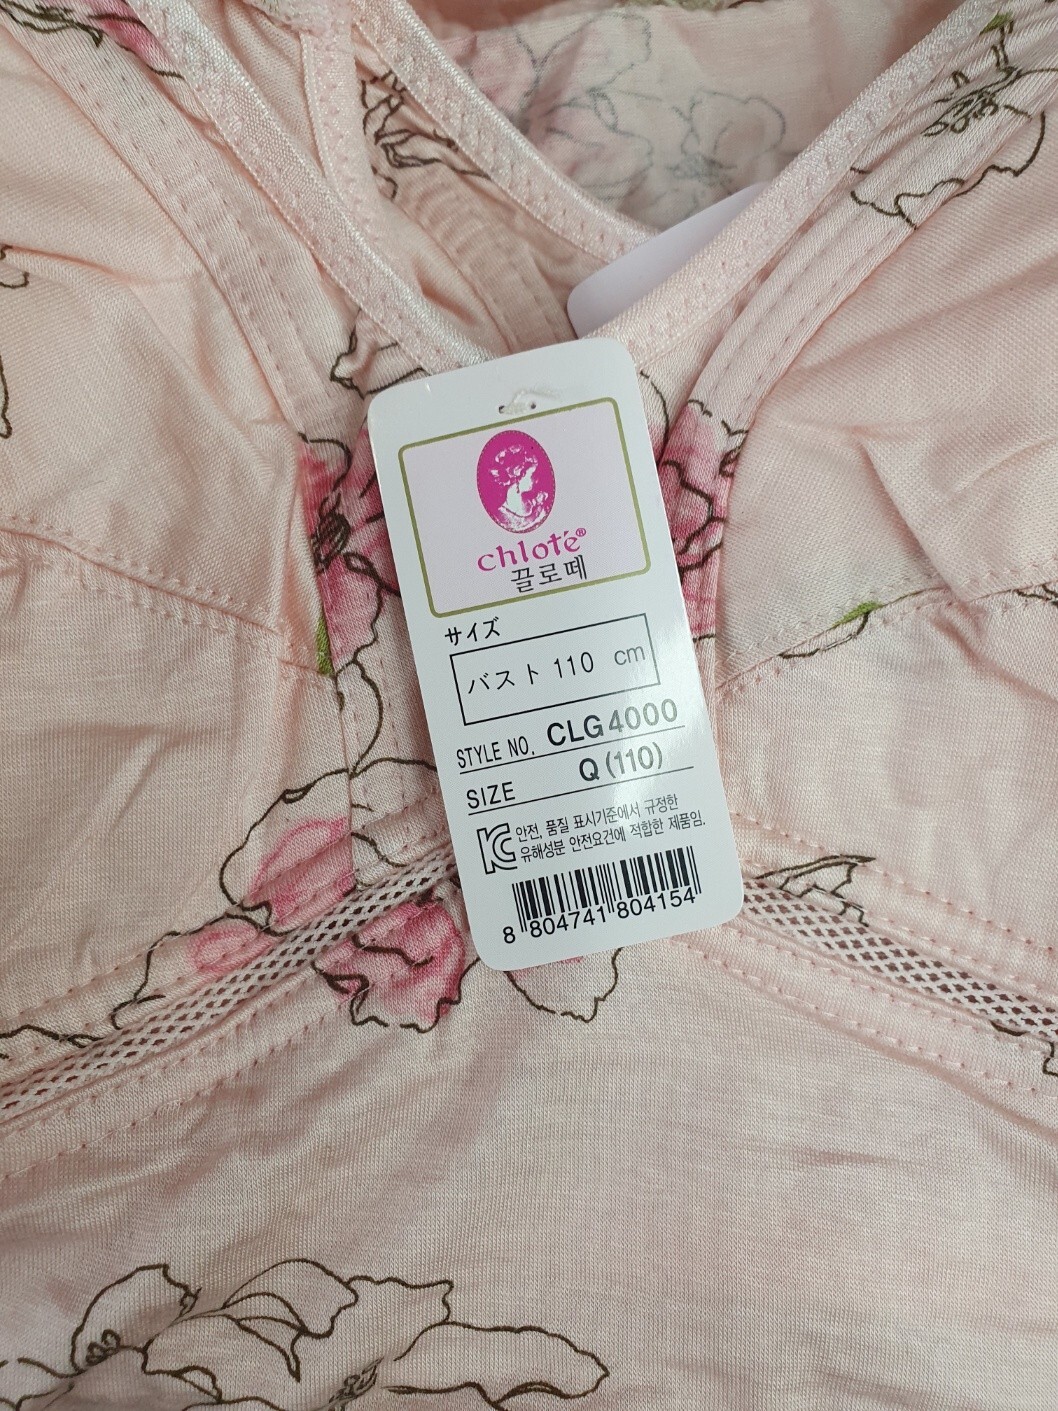 chloté®
끌로떼
サイズ
バスト 110 cm
STYLE NO. CLG4000
SIZE Q (110)
안전, 품질 표시기준에서 규정한
유해성분 안전요건에 적합한 제품임.
8 804741 804154